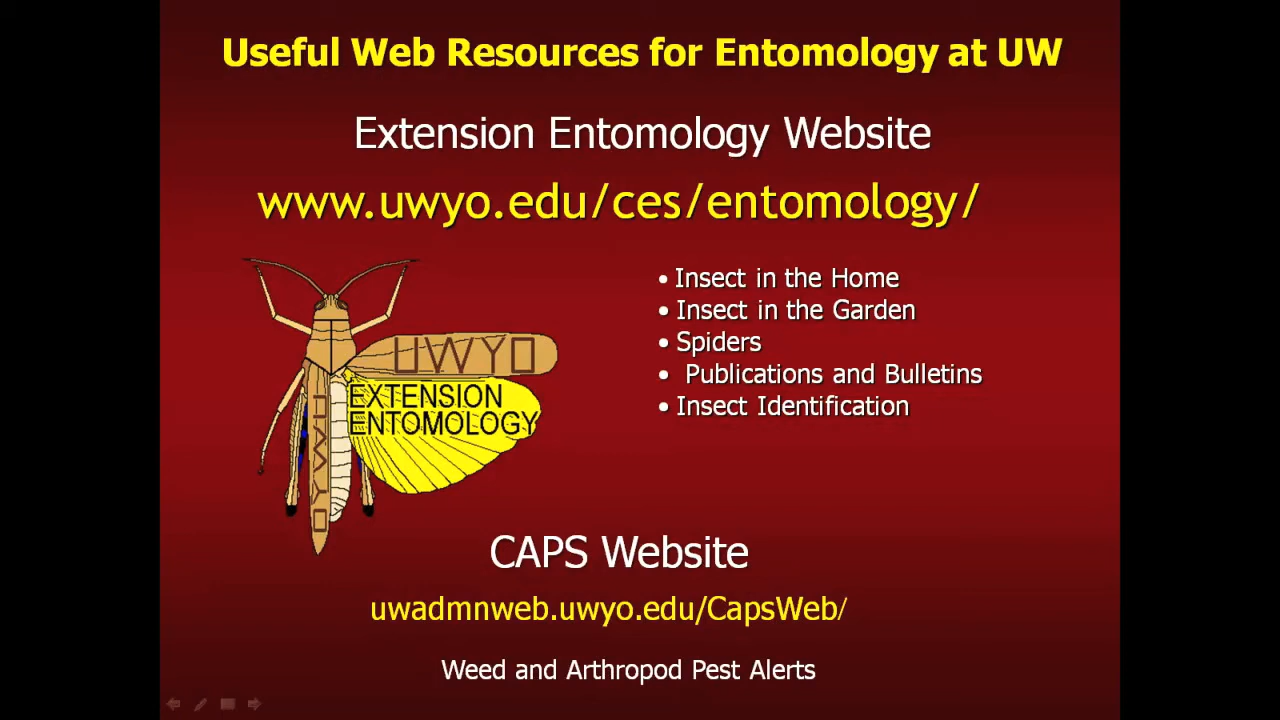 Useful Web Resources for Entomology at UW
Extension Entomology Website
www.uwyo.edu/ces/entomology/
• Insect in the Home
• Insect in the Garden
• Spiders
• Publications and Bulletins
• Insect Identification
UWYO
EXTENSION
ENTOMOLOGY
UWYO
CAPS Website
uwadmnweb.uwyo.edu/CapsWeb/
Weed and Arthropod Pest Alerts